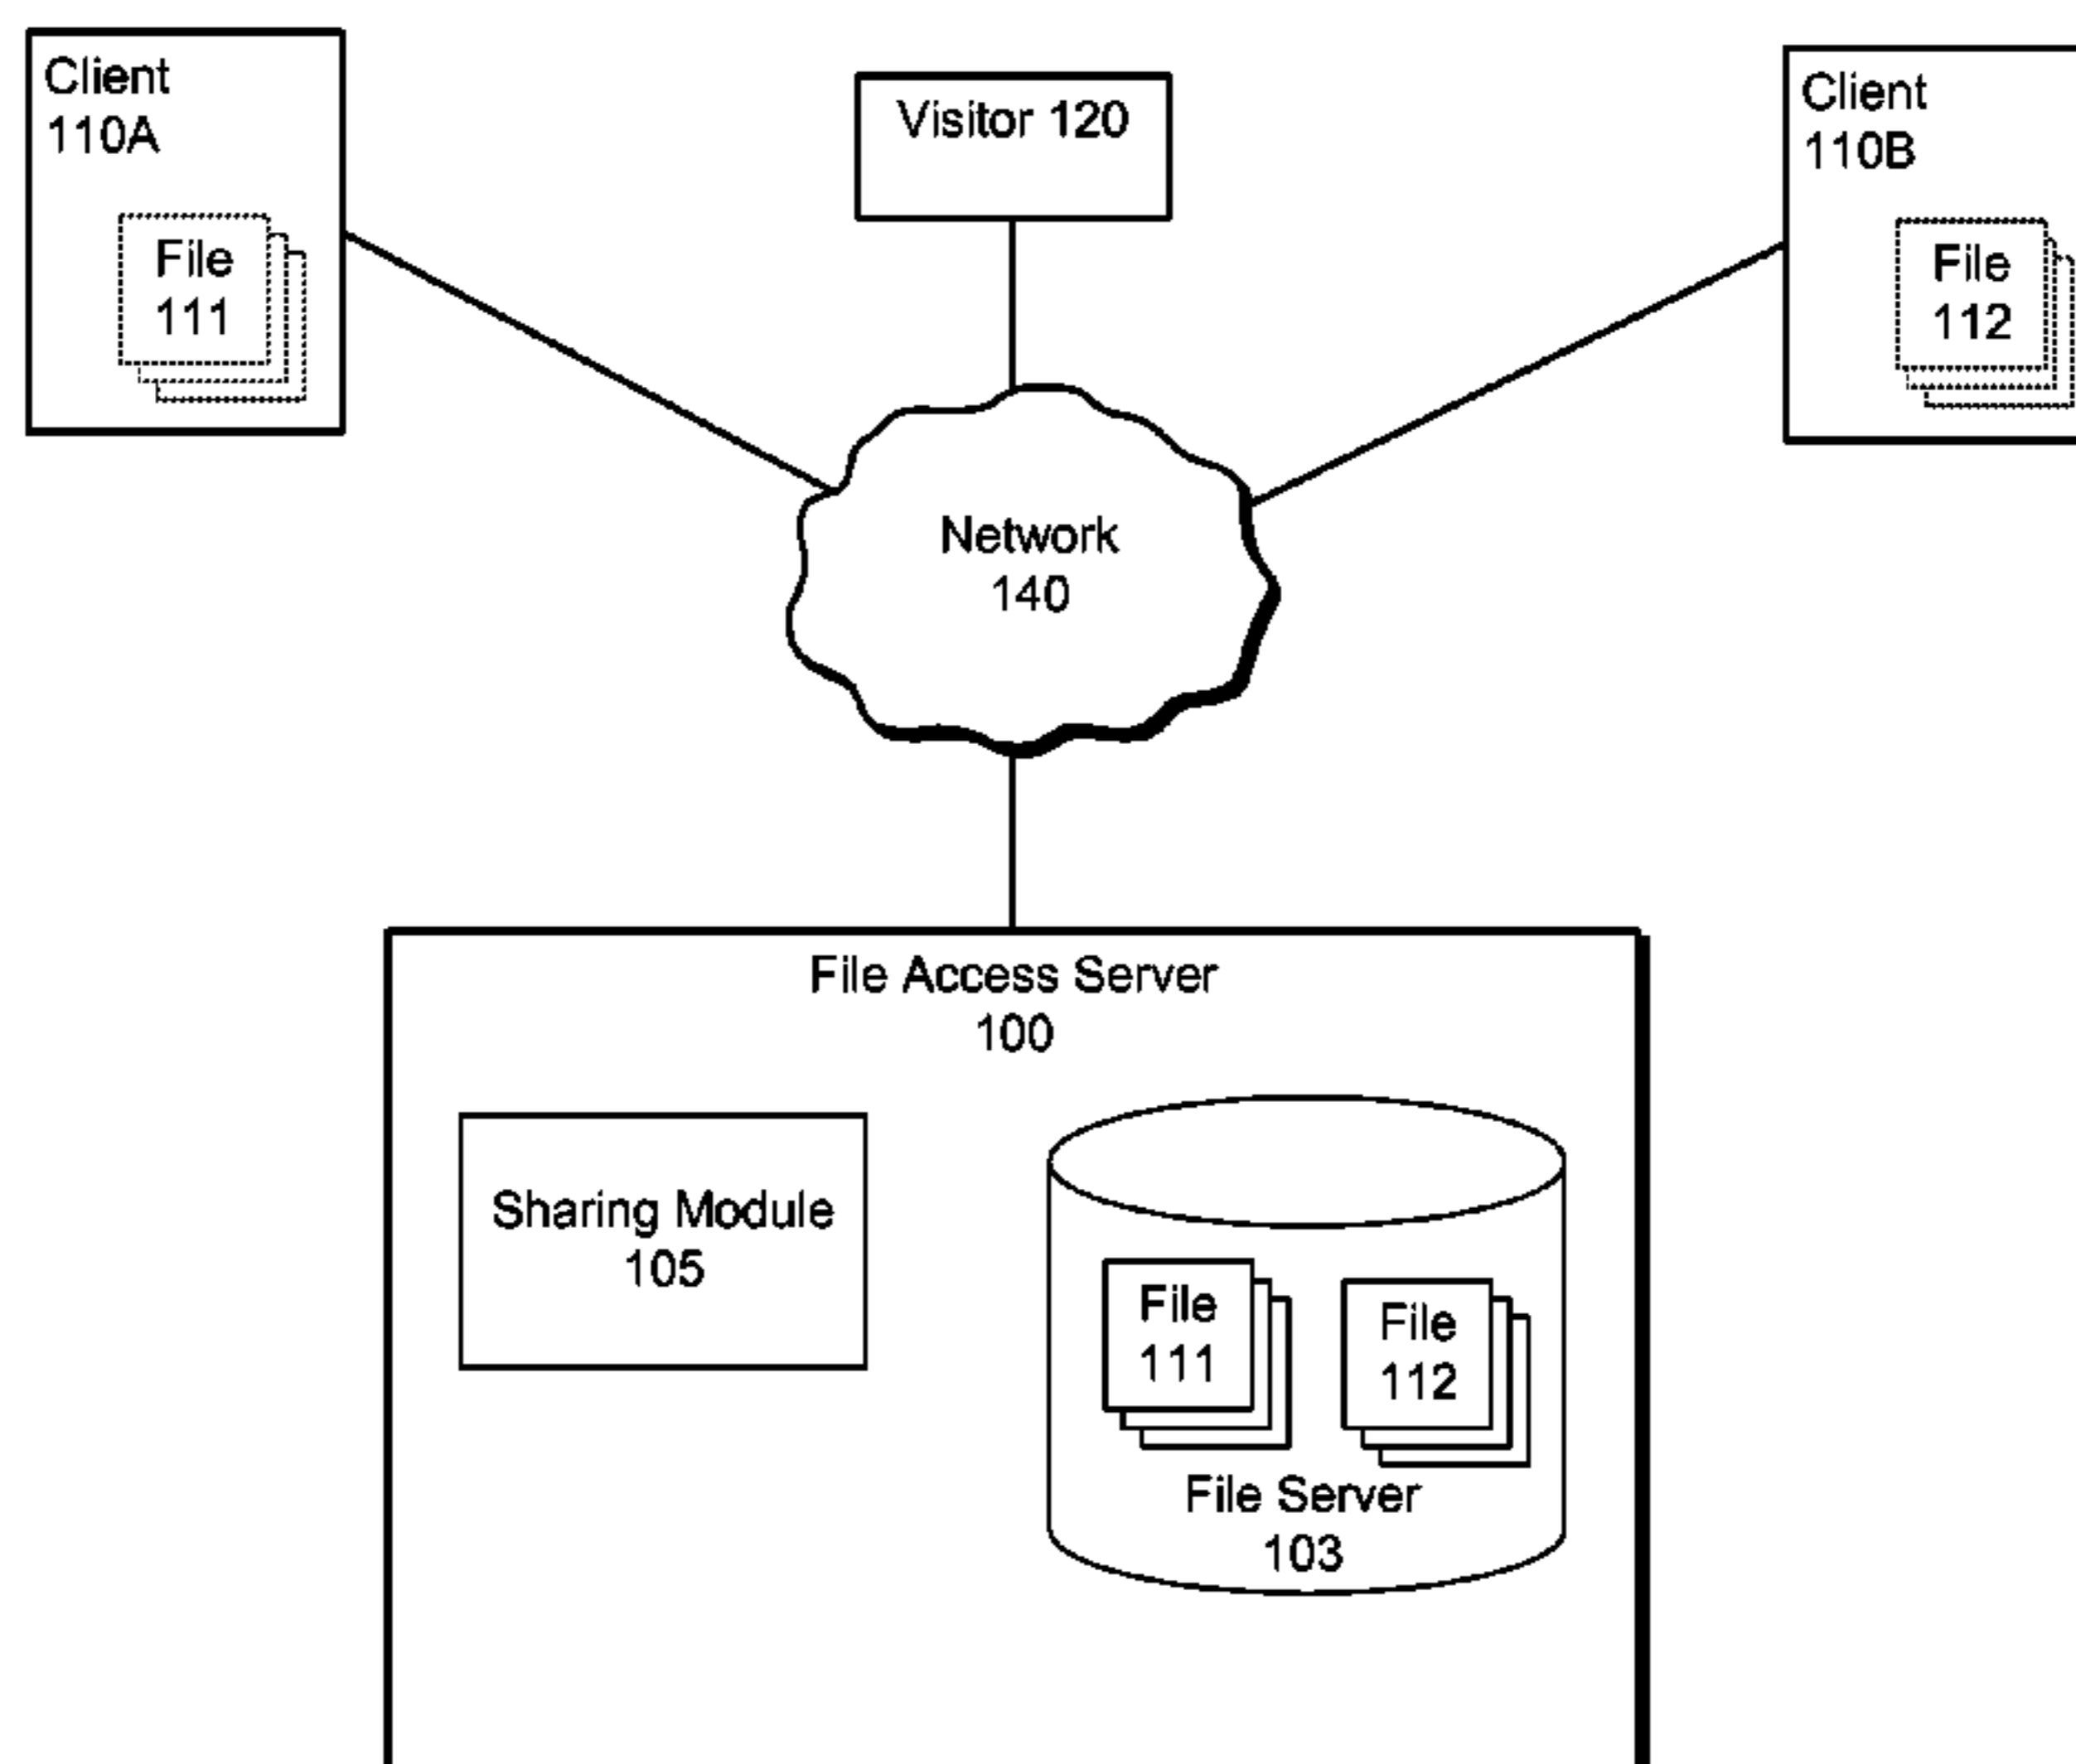 Client
110A
File
111
Visitor 120
Client
110B
File
112
Network
140
File Access Server
100
Sharing Module
105
File
111
File
112
File Server
103